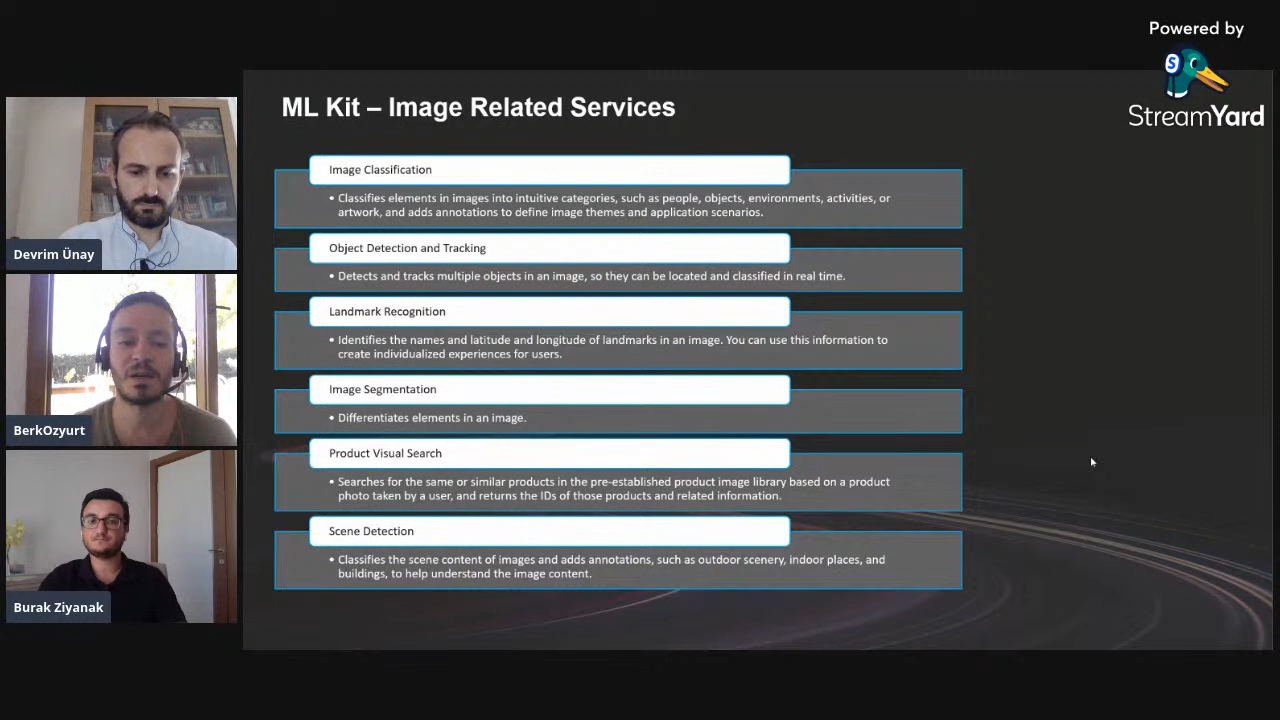 Powered by
S
StreamYard
ML Kit – Image Related Services
Image Classification
• Classifies elements in images into intuitive categories, such as people, objects, environments, activities, or
artwork, and adds annotations to define image themes and application scenarios.
Object Detection and Tracking
• Detects and tracks multiple objects in an image, so they can be located and classified in real time.
Landmark Recognition
• Identifies the names and latitude and longitude of landmarks in an image. You can use this information to
create individualized experiences for users.
Image Segmentation
• Differentiates elements in an image.
Product Visual Search
• Searches for the same or similar products in the pre-established product image library based on a product
photo taken by a user, and returns the IDs of those products and related information.
Scene Detection
• Classifies the scene content of images and adds annotations, such as outdoor scenery, indoor places, and
buildings, to help understand the image content.
Devrim Ünay
BerkOzyurt
Burak Ziyanak